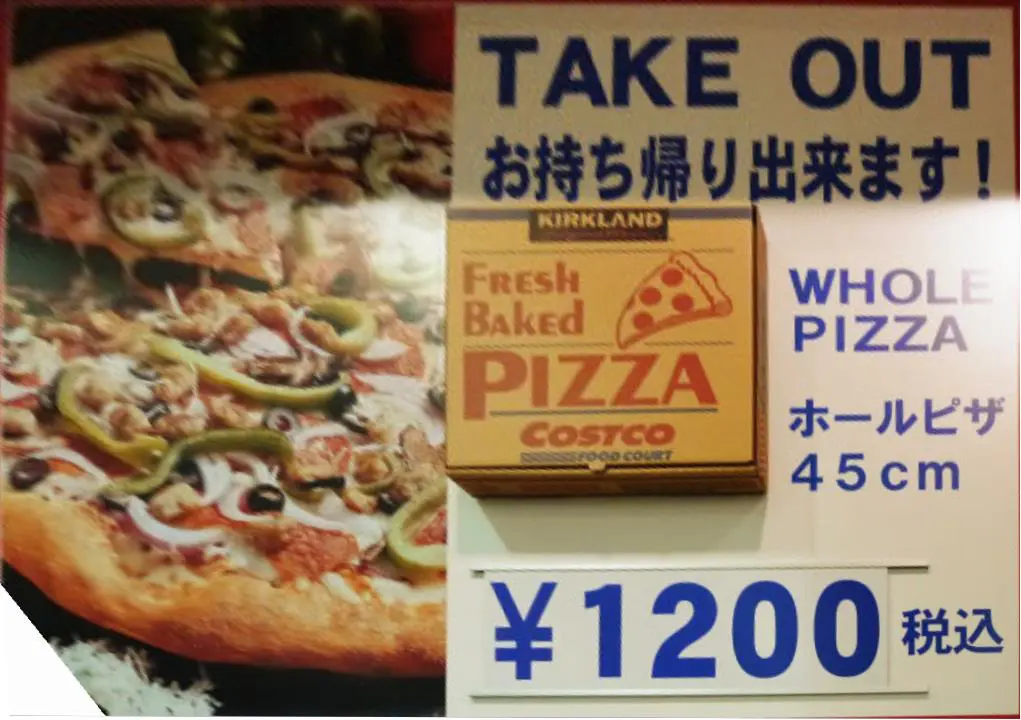 TAKE OUT
お持ち帰り出来ます!
KIRKLAND
FRESH
BAKED
PIZZA
COSTCO
FOOD COURT
WHOLE
PIZZA
ホールピザ
45cm
¥1200 税込